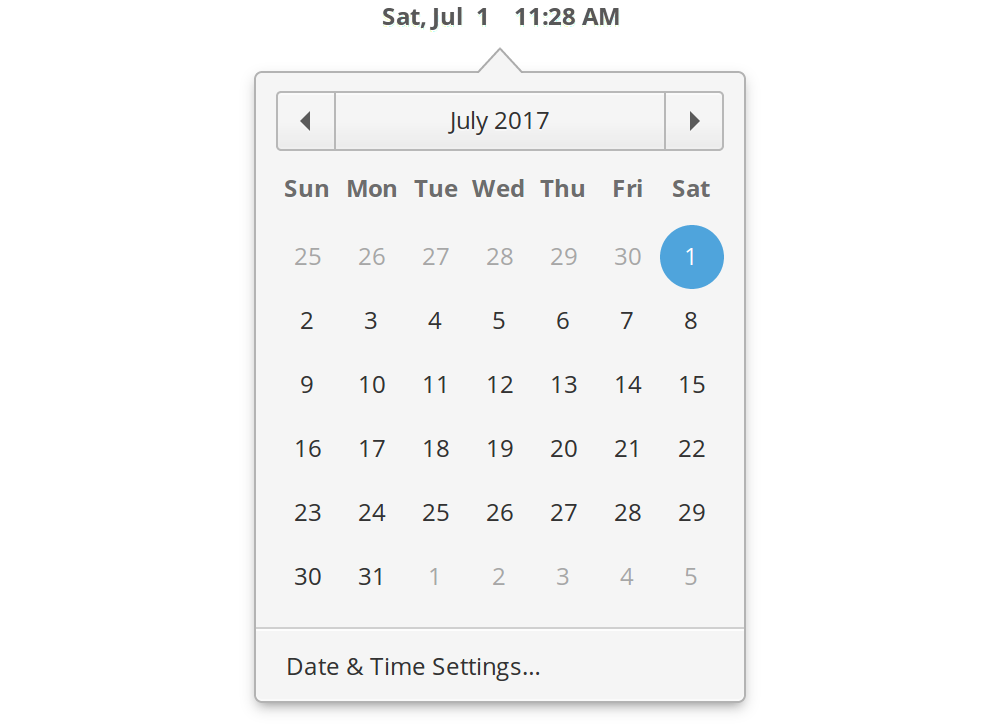 Sat, Jul 1 11:28 AM
July 2017
Sun Mon Tue Wed Thu Fri Sat
25 26 27 28 29 30 1
2 3 4 5 6 7 8
9 10 11 12 13 14 15
16 17 18 19 20 21 22
23 24 25 26 27 28 29
30 31 1 2 3 4 5
Date & Time Settings...